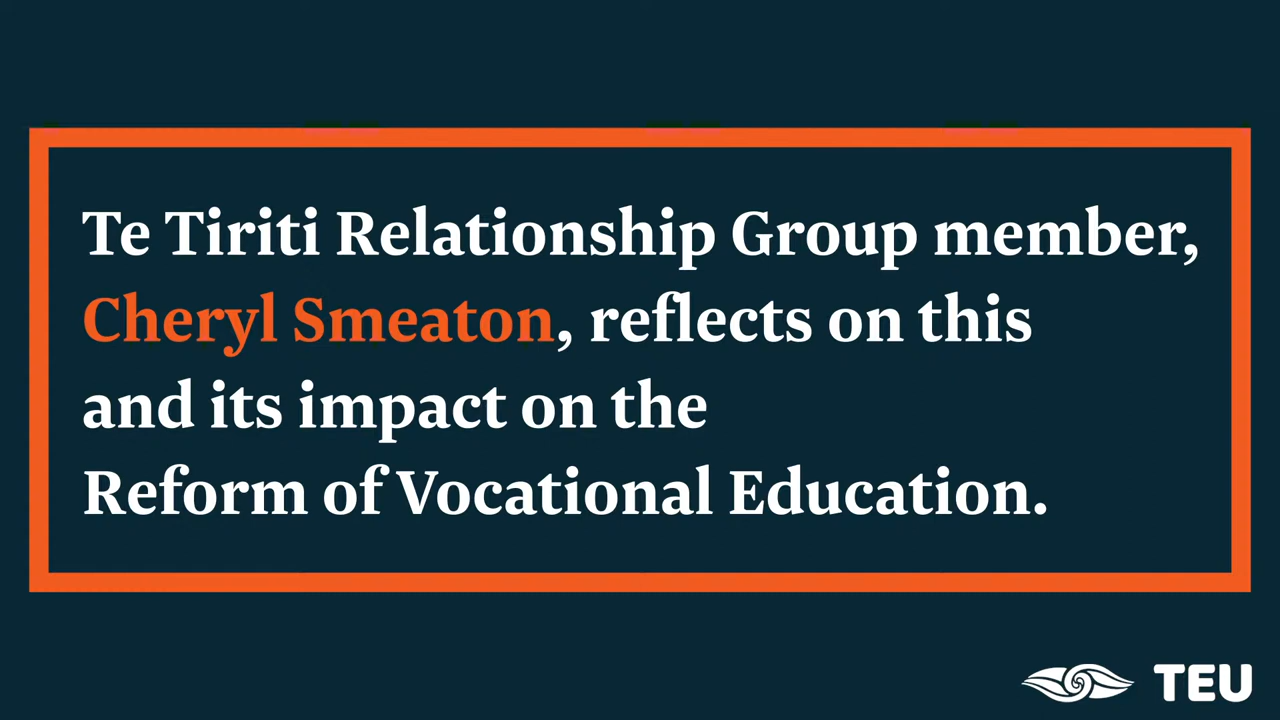 Te Tiriti Relationship Group member,
Cheryl Smeaton, reflects on this
and its impact on the
Reform of Vocational Education.
TEU